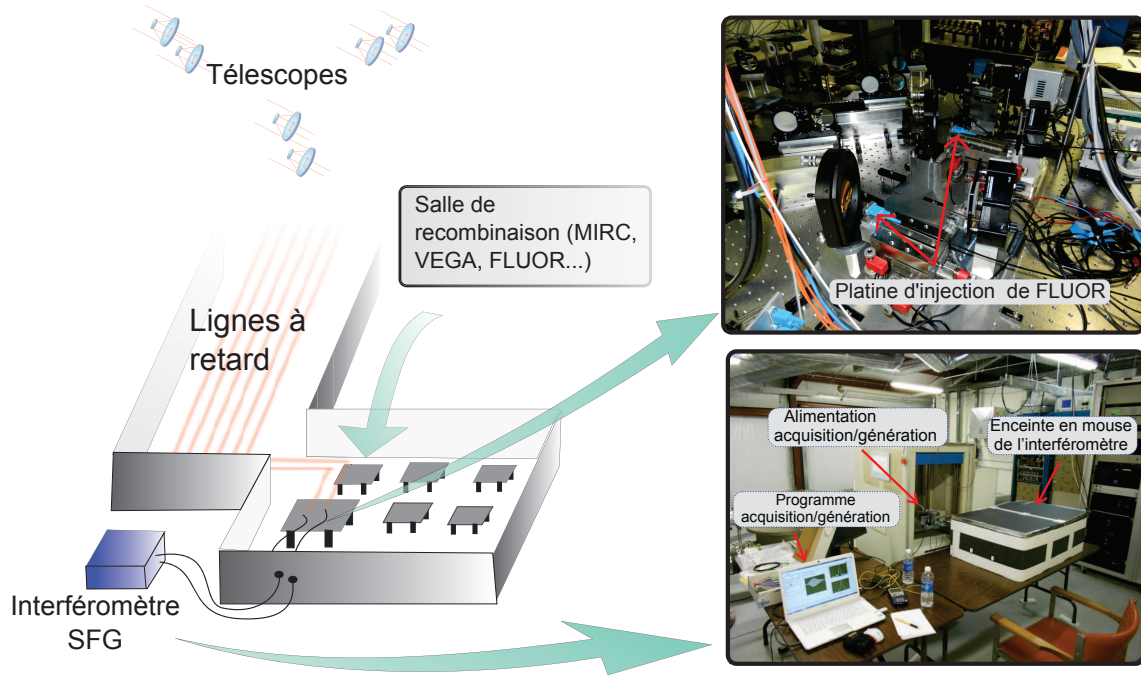 Télescopes
Salle de
recombinaison (MIRC,
VEGA, FLUOR...)
Lignes à
retard
Interféromètre
SFG
Platine d'injection de FLUOR
Alimentation
acquisition/génération
Enceinte en mouse
de l'interféromètre
Programme
acquisition/génération